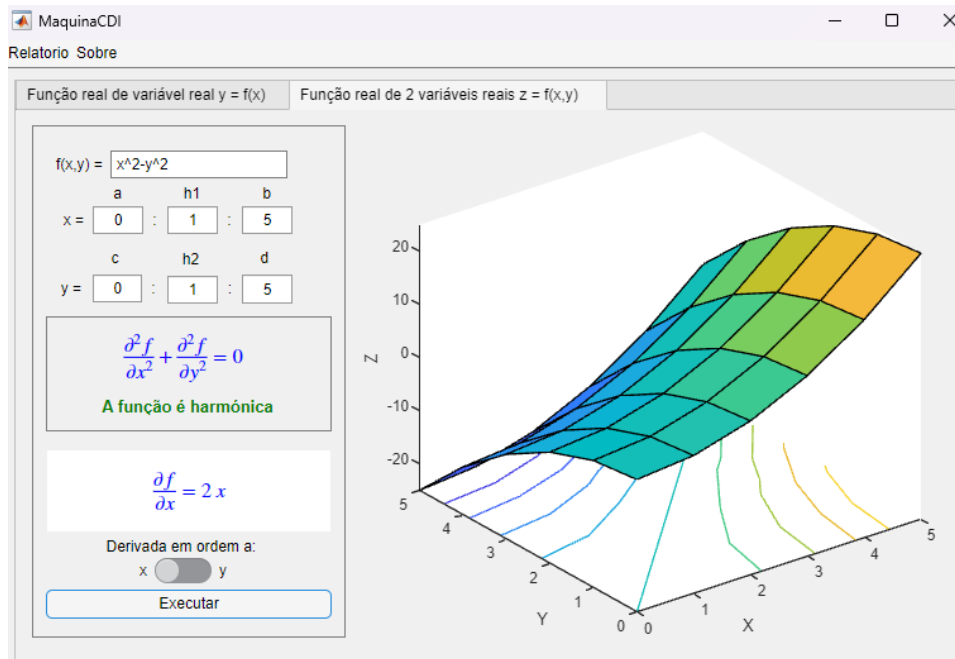 MaquinaCDI
Relatorio Sobre
Função real de variável real y = f(x) Função real de 2 variáveis reais z = f(x,y)
f(x,y) = x^2-y^2
a h1 b
x = 0 : 1 : 5
c h2 d
y = 0 : 1 : 5
∂²f/∂x² + ∂²f/∂y² = 0
A função é harmónica
∂f/∂x = 2 x
Derivada em ordem a:
x y
Executar
Z
20
10
0
-10
-20
5
4
3
2
1
0
Y
0
1
2
3
4
5
X